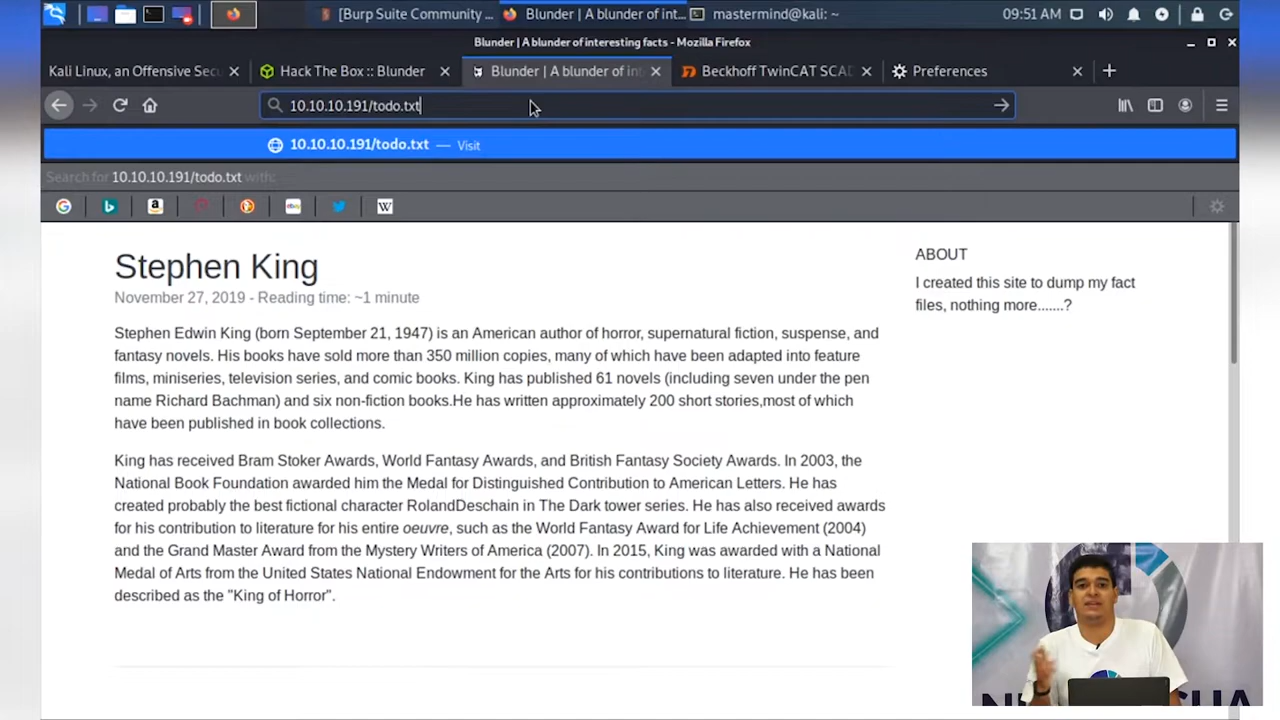 [Burp Suite Community ...
Blunder | A blunder of int...
mastermind@kali: ~
09:51 AM
Blunder | A blunder of interesting facts - Mozilla Firefox
Kali Linux, an Offensive Secu
Hack The Box :: Blunder
Blunder | A blunder of int
Beckhoff TwinCAT SCAD
Preferences
10.10.10.191/todo.txt
10.10.10.191/todo.txt — Visit
Search for 10.10.10.191/todo.txt with:
Stephen King
November 27, 2019 - Reading time: ~1 minute
Stephen Edwin King (born September 21, 1947) is an American author of horror, supernatural fiction, suspense, and
fantasy novels. His books have sold more than 350 million copies, many of which have been adapted into feature
films, miniseries, television series, and comic books. King has published 61 novels (including seven under the pen
name Richard Bachman) and six non-fiction books.He has written approximately 200 short stories,most of which
have been published in book collections.
King has received Bram Stoker Awards, World Fantasy Awards, and British Fantasy Society Awards. In 2003, the
National Book Foundation awarded him the Medal for Distinguished Contribution to American Letters. He has
created probably the best fictional character RolandDeschain in The Dark tower series. He has also received awards
for his contribution to literature for his entire oeuvre, such as the World Fantasy Award for Life Achievement (2004)
and the Grand Master Award from the Mystery Writers of America (2007). In 2015, King was awarded with a National
Medal of Arts from the United States National Endowment for the Arts for his contributions to literature. He has been
described as the "King of Horror".
ABOUT
I created this site to dump my fact
files, nothing more.......?